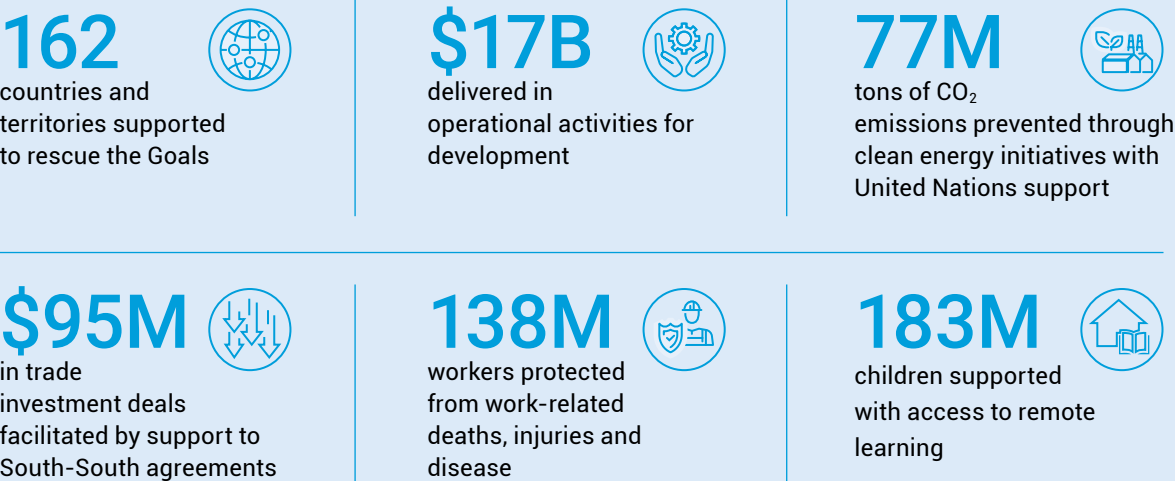 162
countries and
territories supported
to rescue the Goals
$17B
delivered in
operational activities for
development
77M
tons of CO₂
emissions prevented through
clean energy initiatives with
United Nations support
$95M
in trade
investment deals
facilitated by support to
South-South agreements
138M
workers protected
from work-related
deaths, injuries and
disease
183M
children supported
with access to remote
learning